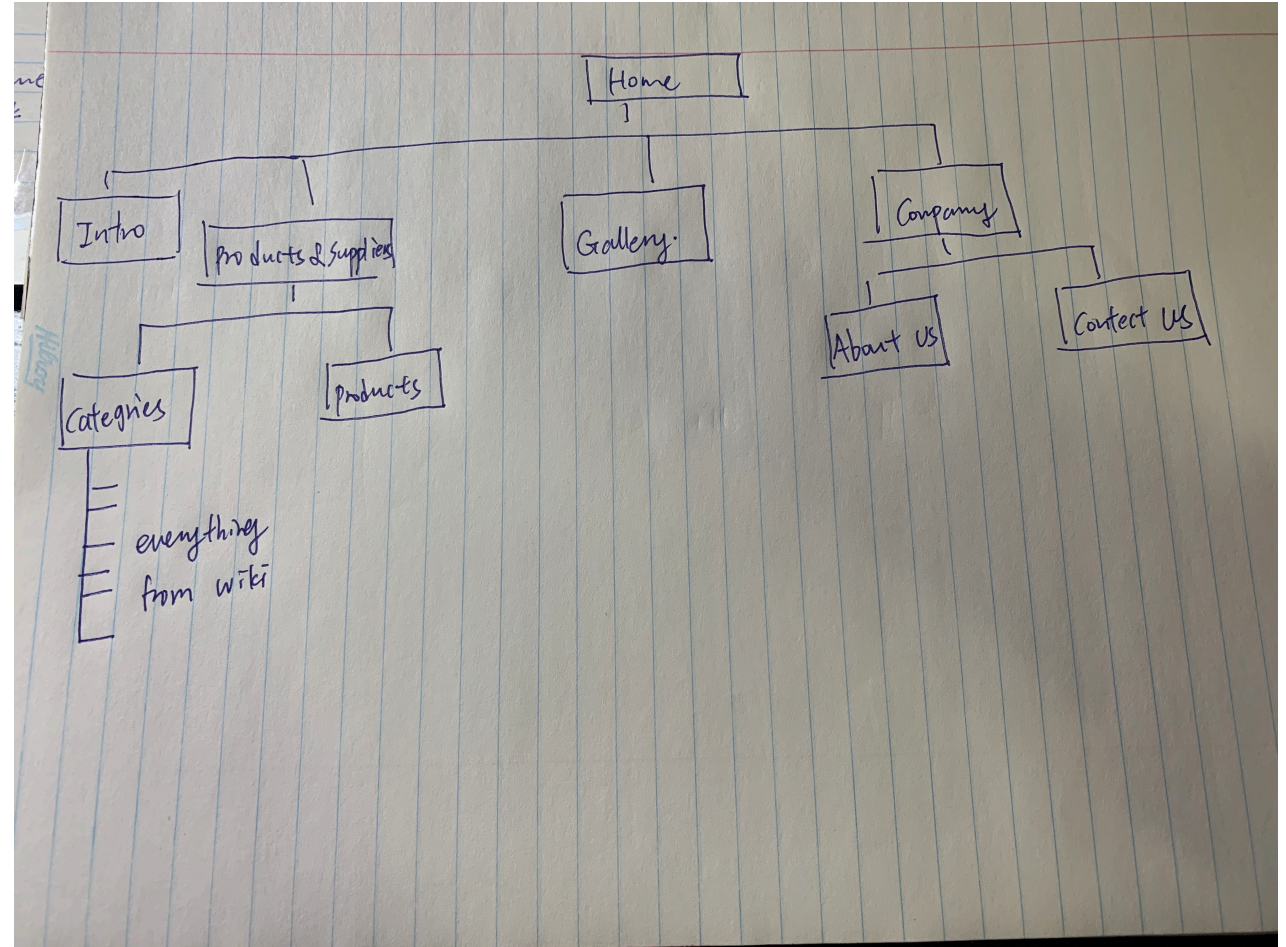 Home
Intro
Products & Suppliers
Gallery.
Company
About us
Contect us
Categries
Products
everything
from wiki